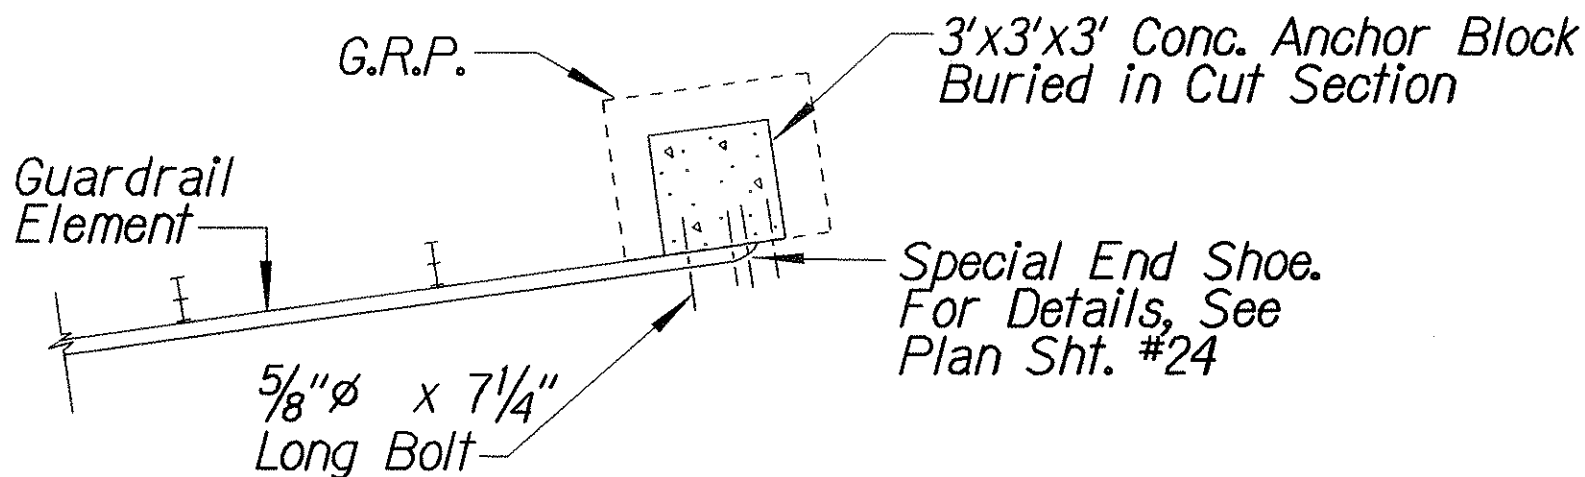 G.R.P.
3'x3'x3' Conc. Anchor Block
Buried in Cut Section
Guardrail
Element
Special End Shoe.
For Details, See
Plan Sht. #24
5/8"ø x 7 1/4"
Long Bolt